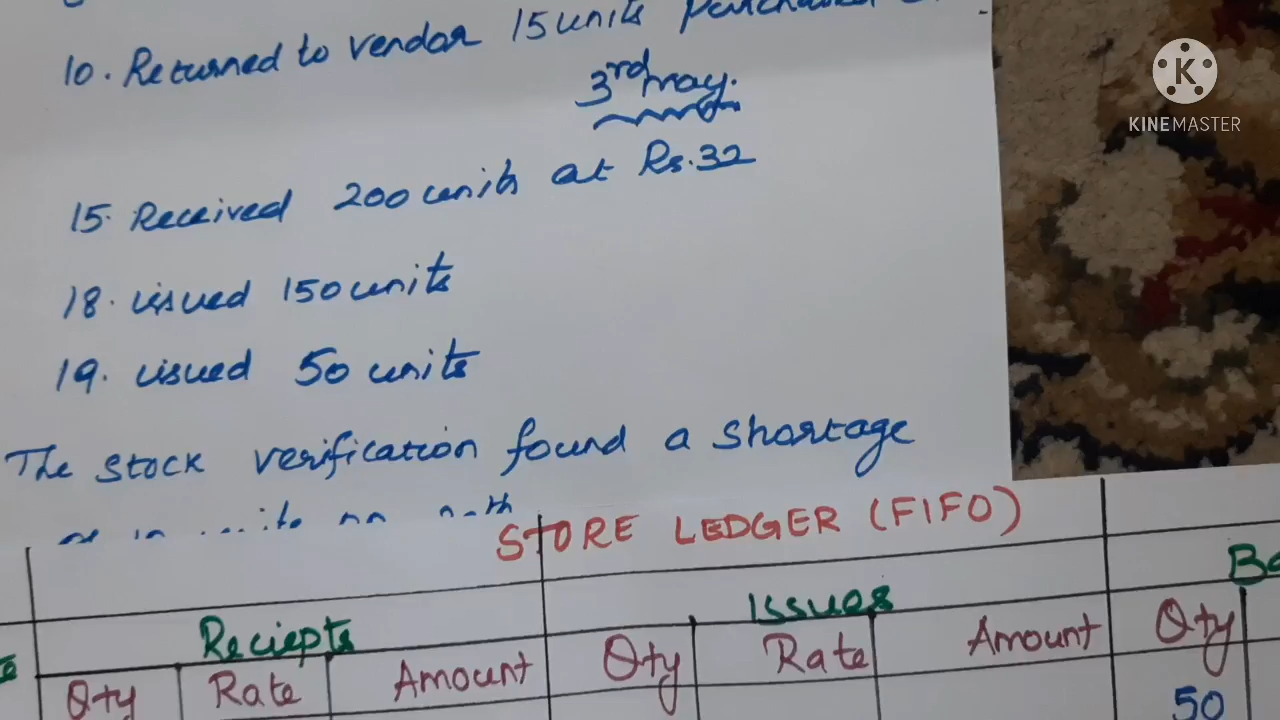 10. Returned to vendor 15 units purchased
3rd may.
15. Received 200 units at Rs.32
18. issued 150 units
19. issued 50 units
The stock verification found a shortage
STORE LEDGER (FIFO)
Reciepts Issues
Qty Rate Amount Qty Rate Amount Qty
50
K
KINEMASTER